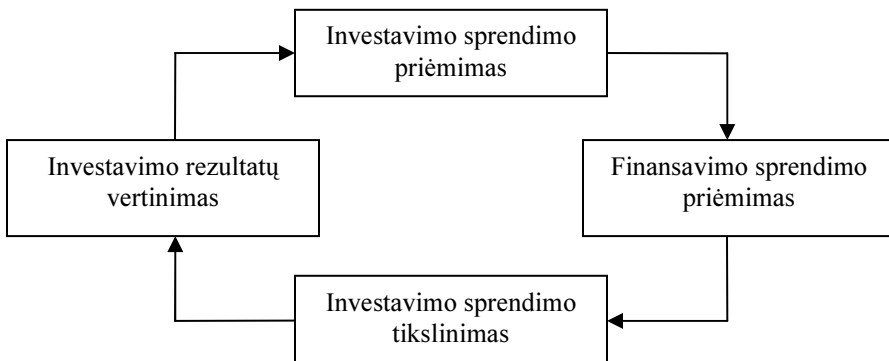 Investavimo sprendimo
priėmimas
Investavimo rezultatų
vertinimas
Finansavimo sprendimo
priėmimas
Investavimo sprendimo
tikslinimas